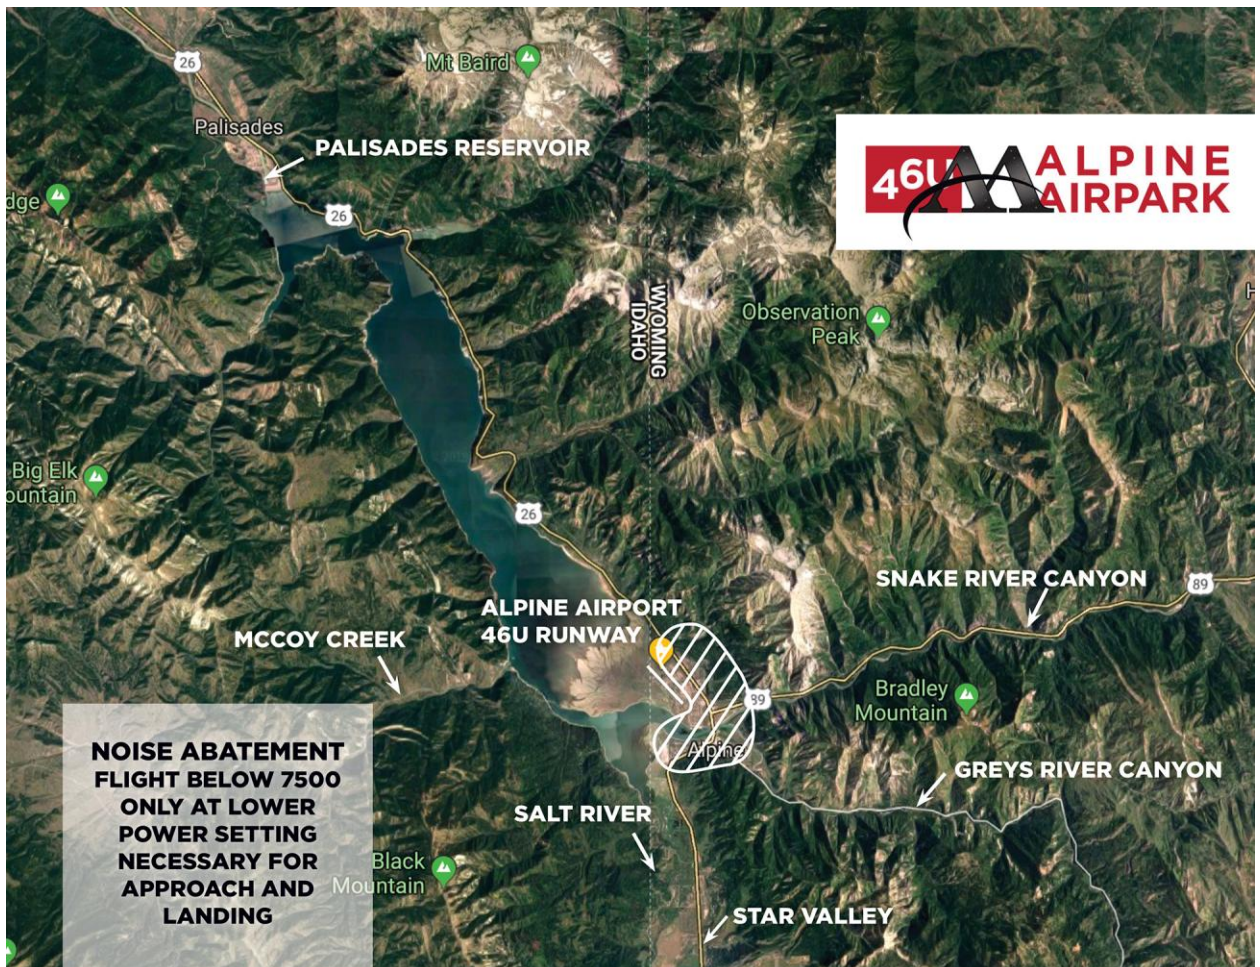 26
Mt Baird
Palisades
PALISADES RESERVOIR
46U
ALPINE
AIRPARK
dge
26
WYOMING
IDAHO
Observation
Peak
H
Big Elk
ountain
26
SNAKE RIVER CANYON
89
ALPINE AIRPORT
46U RUNWAY
MCCOY CREEK
89
Bradley
Mountain
Alpine
GREYS RIVER CANYON
NOISE ABATEMENT
FLIGHT BELOW 7500
ONLY AT LOWER
POWER SETTING
NECESSARY FOR
APPROACH AND
LANDING
SALT RIVER
Black
Mountain
STAR VALLEY